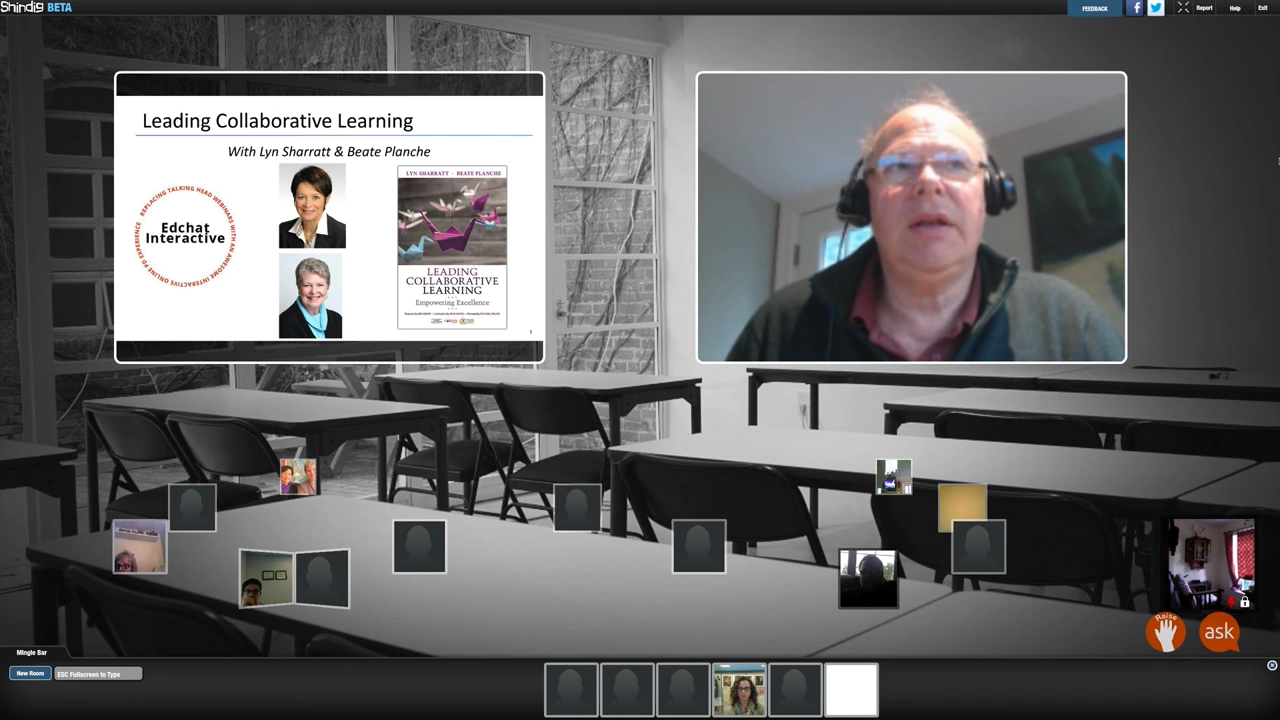 Shindig BETA
FEEDBACK
Report
Help
Exit
Leading Collaborative Learning
With Lyn Sharratt & Beate Planche
REPLACING TALKING HEAD WEBINARS WITH AN AWESOME INTERACTIVE ONLINE PD EXPERIENCE
Edchat
Interactive
LYN SHARRATT · BEATE PLANCHE
LEADING
COLLABORATIVE
LEARNING
Empowering Excellence
Raise
ask
Mingle Bar
New Room
ESC Fullscreen to Type